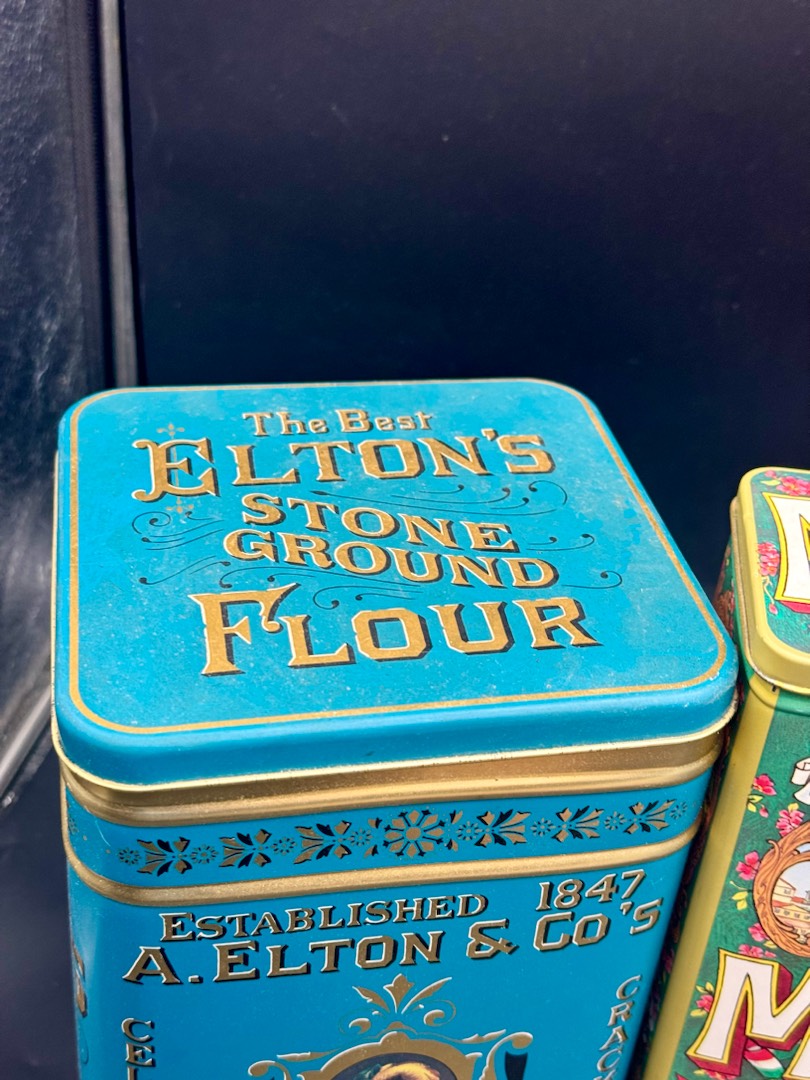 The Best
ELTON'S
STONE
GROUND
FLOUR
ESTABLISHED 1847
A. ELTON & CO'S